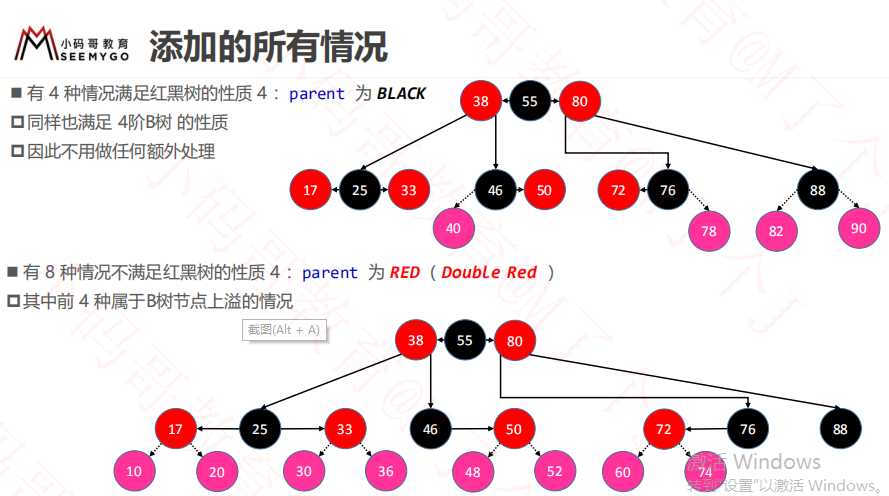 小码哥教育
SEEMYGO
添加的所有情况
有 4 种情况满足红黑树的性质 4 ：parent 为 BLACK
同样也满足 4阶B树 的性质
因此不用做任何额外处理
38 55 80
17 25 33 46 50 72 76 88
40 78 82 90
有 8 种情况不满足红黑树的性质 4 ：parent 为 RED （ Double Red ）
其中前 4 种属于B树节点上溢的情况
截图(Alt + A)
38 55 80
17 25 33 46 50 72 76 88
10 20 30 36 48 52 60 74
激活 Windows
转到"设置"以激活 Windows。